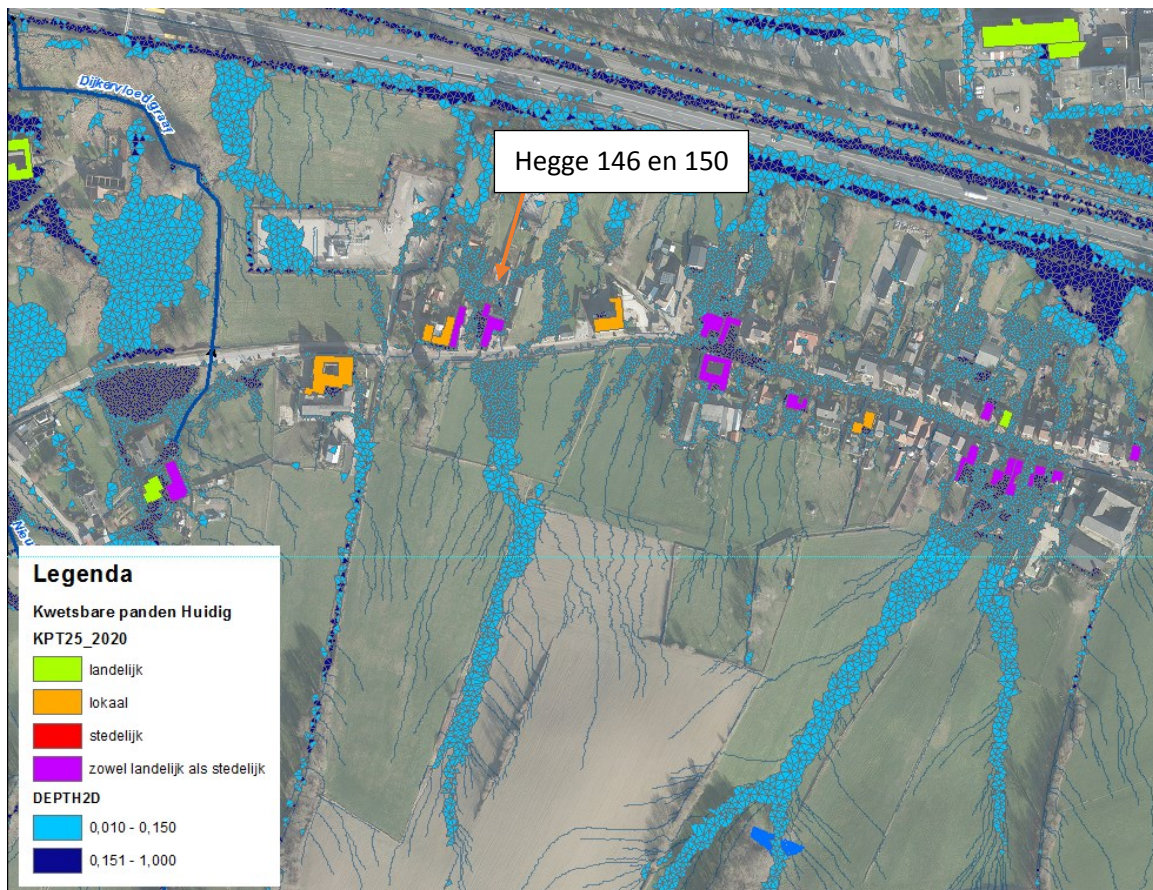 Dijkervloedgraaf
Hegge 146 en 150
Nieu
Legenda
Kwetsbare panden Huidig
KPT25_2020
landelijk
lokaal
stedelijk
zowel landelijk als stedelijk
DEPTH2D
0,010 - 0,150
0,151 - 1,000